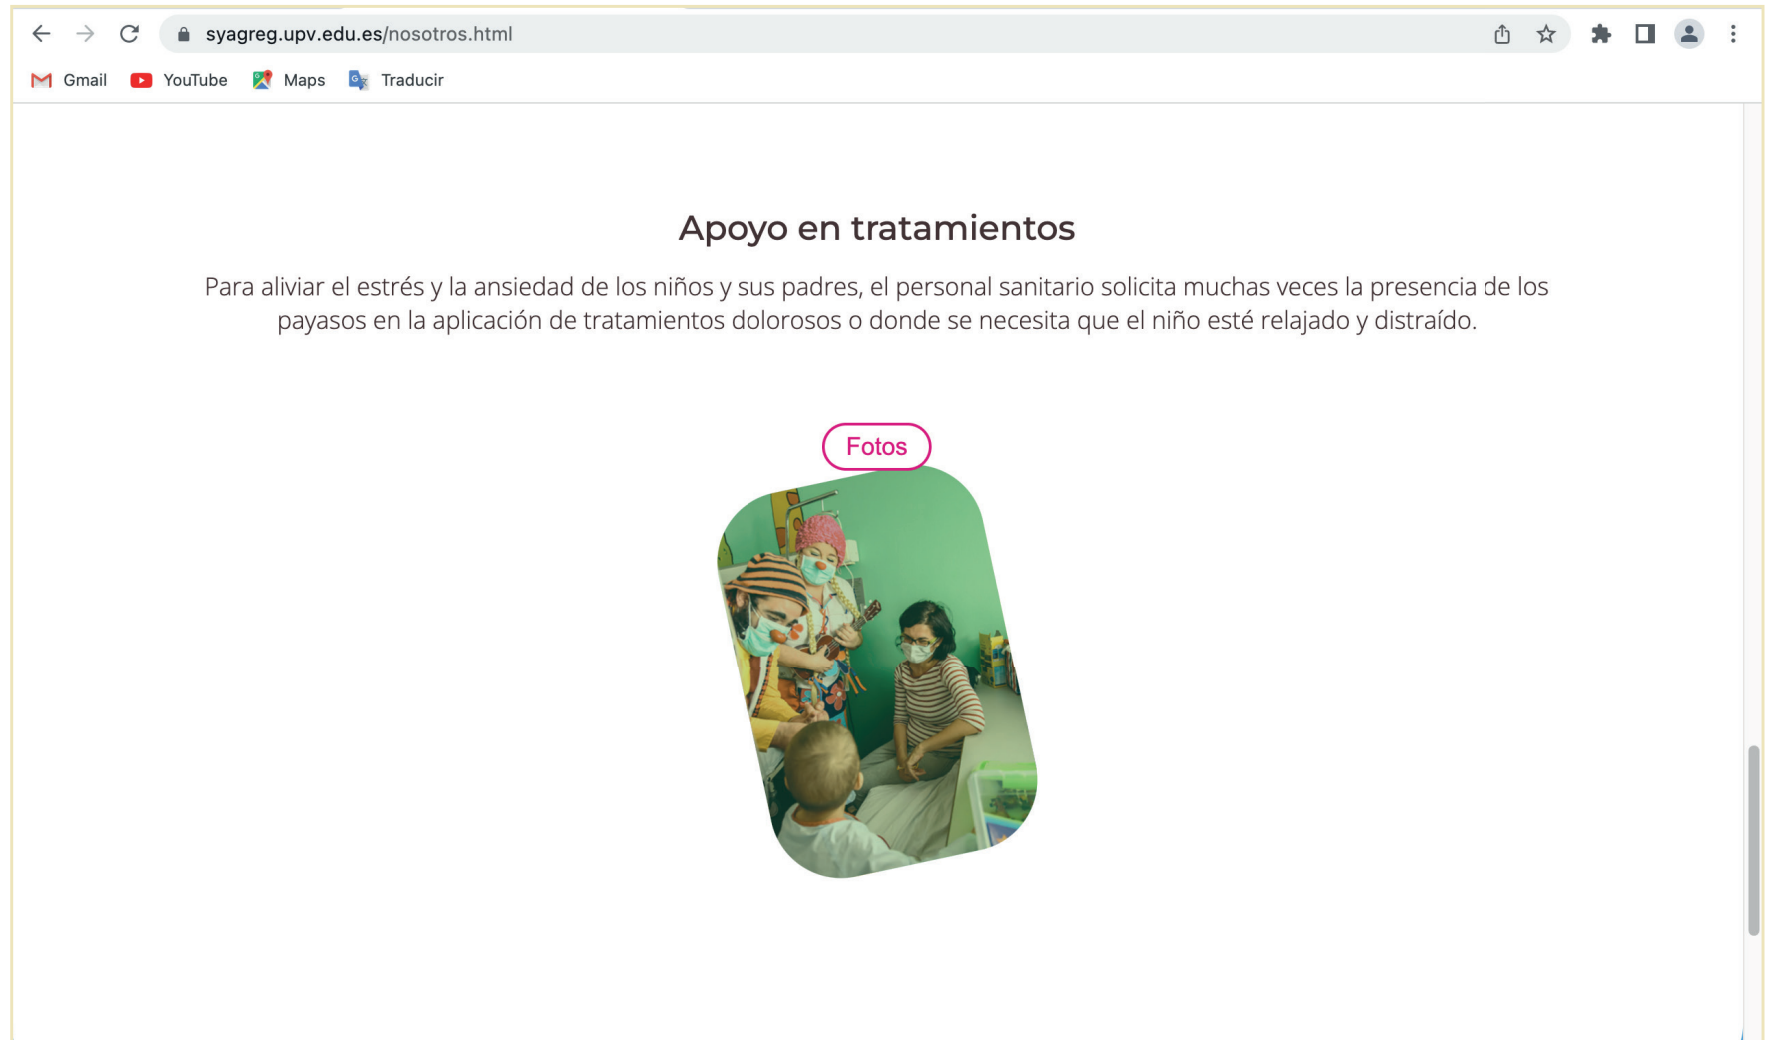 syagreg.upv.edu.es/nosotros.html
Gmail YouTube Maps Traducir
Apoyo en tratamientos
Para aliviar el estrés y la ansiedad de los niños y sus padres, el personal sanitario solicita muchas veces la presencia de los
payasos en la aplicación de tratamientos dolorosos o donde se necesita que el niño esté relajado y distraído.
Fotos